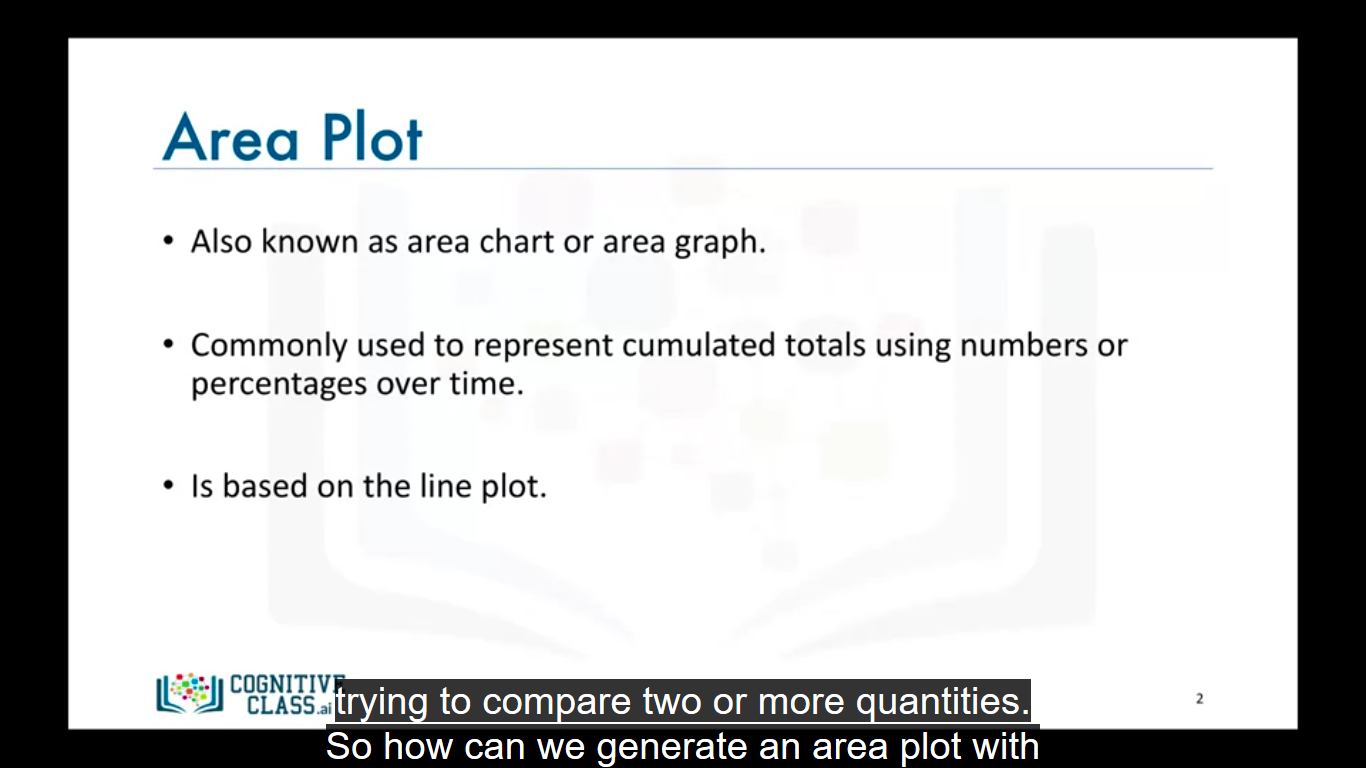 Area Plot
• Also known as area chart or area graph.
• Commonly used to represent cumulated totals using numbers or
percentages over time.
• Is based on the line plot.
COGNITIVE
CLASS.ai
2
trying to compare two or more quantities.
So how can we generate an area plot with